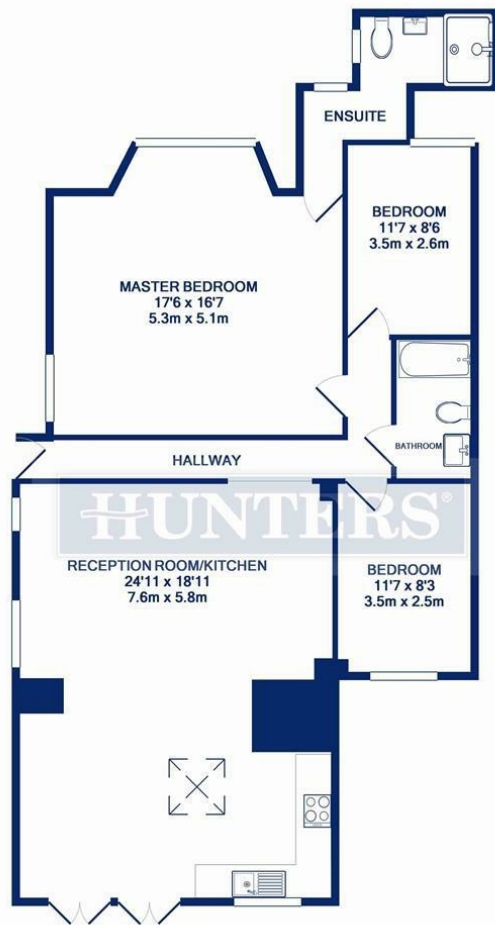 ENSUITE
BEDROOM
11'7 x 8'6
3.5m x 2.6m
MASTER BEDROOM
17'6 x 16'7
5.3m x 5.1m
BATHROOM
HALLWAY
HUNTERS®
RECEPTION ROOM/KITCHEN
24'11 x 18'11
7.6m x 5.8m
BEDROOM
11'7 x 8'3
3.5m x 2.5m